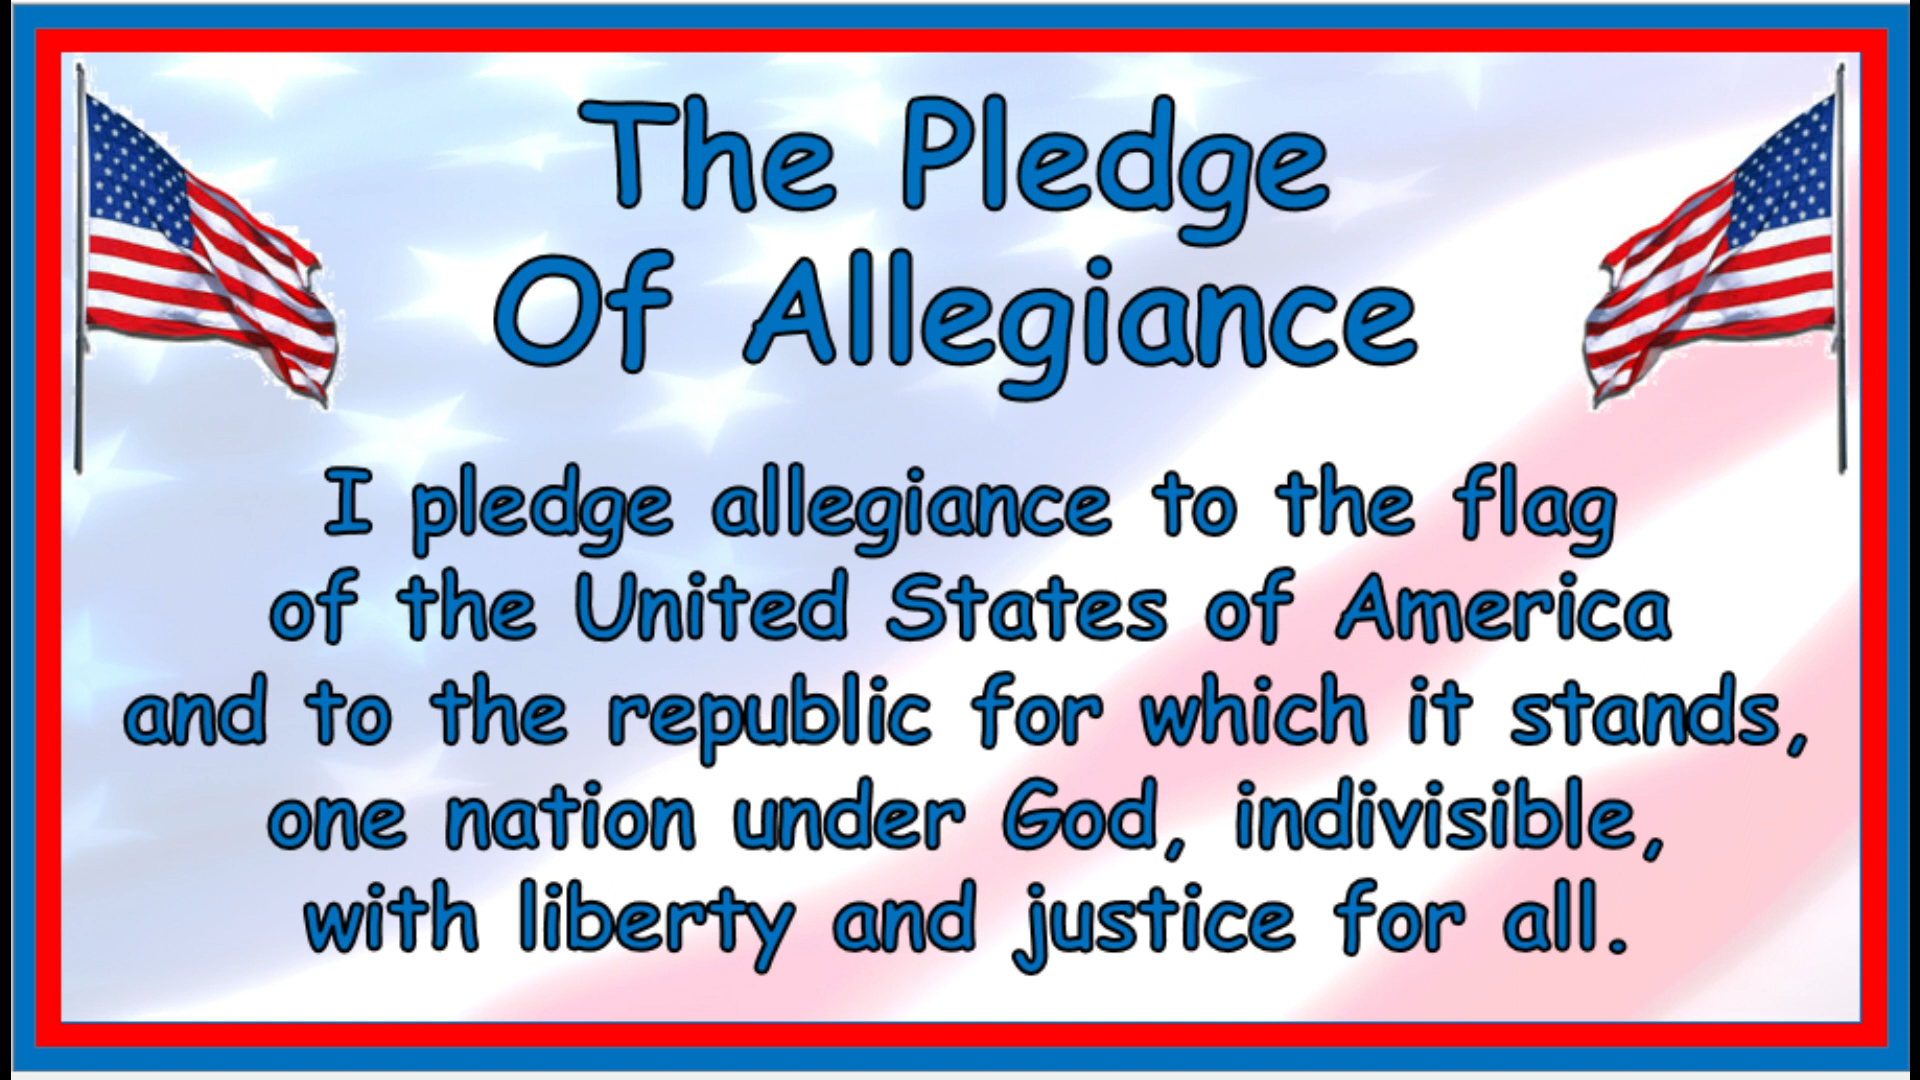 The Pledge
Of Allegiance
I pledge allegiance to the flag
of the United States of America
and to the republic for which it stands,
one nation under God, indivisible,
with liberty and justice for all.